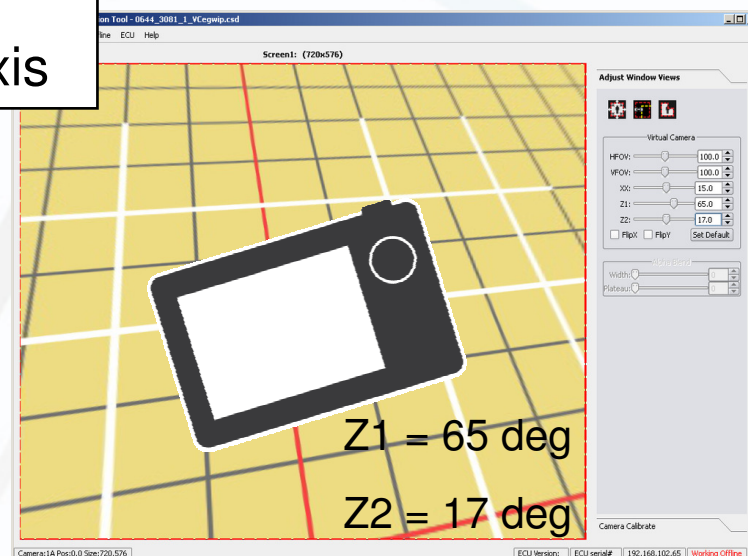 ion Tool - 0644_3081_1_VCegwip.csd
xis
fline ECU Help
Screen1: (720x576)
Adjust Window Views
Virtual Camera
HFOV: 100.0
VFOV: 100.0
XX: 15.0
Z1: 65.0
Z2: 17.0
FlipX FlipY Set Default
Width: 0
Plateau: 0
Z1 = 65 deg
Z2 = 17 deg
Camera Calibrate
Camera:1A Pos:0.0 Size:720.576 ECU Version: ECU serial# 192.168.102.65 Working Offline